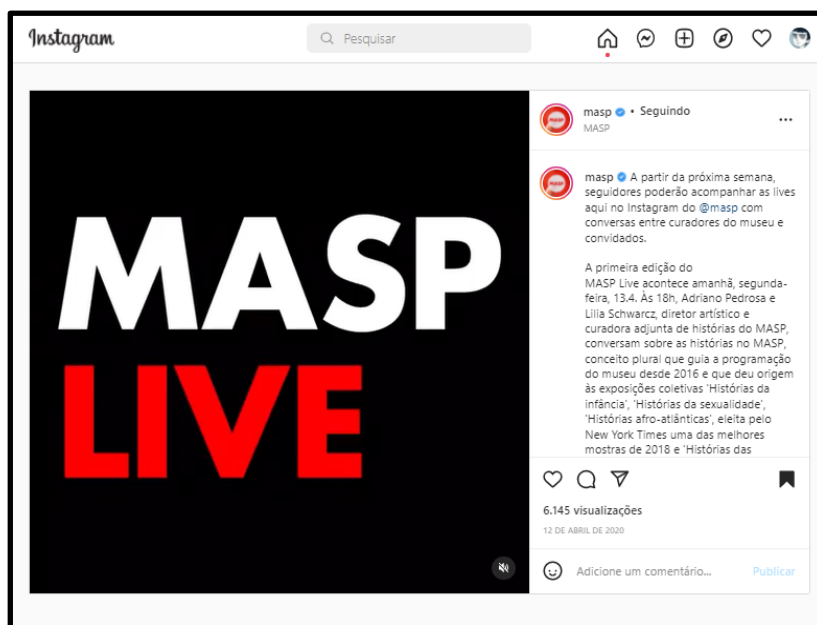 Instagram
Pesquisar
MASP
LIVE
masp • Seguindo
MASP
masp A partir da próxima semana,
seguidores poderão acompanhar as lives
aqui no Instagram do @masp com
conversas entre curadores do museu e
convidados.
A primeira edição do
MASP Live acontece amanhã, segunda-
feira, 13.4. Às 18h, Adriano Pedrosa e
Lilia Schwarcz, diretor artístico e
curadora adjunta de histórias do MASP,
conversam sobre as histórias no MASP,
conceito plural que guia a programação
do museu desde 2016 e que deu origem
às exposições coletivas 'Histórias da
infância', 'Histórias da sexualidade',
'Histórias afro-atlânticas', eleita pelo
New York Times uma das melhores
mostras de 2018 e 'Histórias das
6.145 visualizações
12 DE ABRIL DE 2020
Adicione um comentário... Publicar